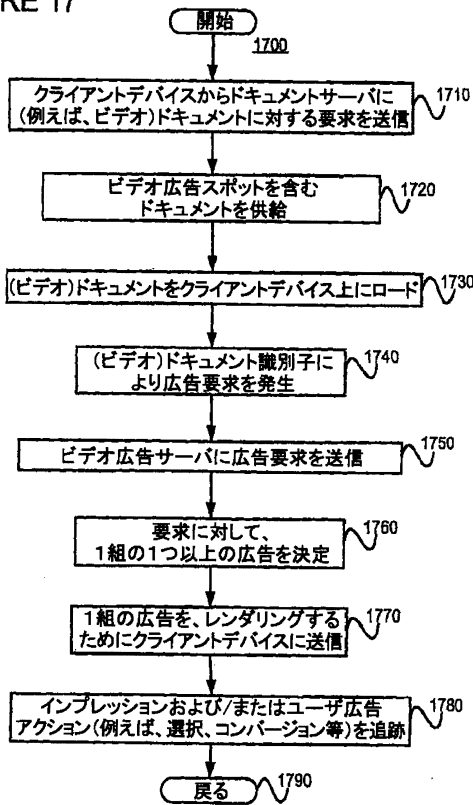 RE 17
開始
1700
クライアントデバイスからドキュメントサーバに
(例えば、ビデオ)ドキュメントに対する要求を送信
1710
ビデオ広告スポットを含む
ドキュメントを供給
1720
(ビデオ)ドキュメントをクライアントデバイス上にロード
1730
(ビデオ)ドキュメント識別子に
より広告要求を発生
1740
ビデオ広告サーバに広告要求を送信
1750
要求に対して、
1組の1つ以上の広告を決定
1760
1組の広告を、レンダリングする
ためにクライアントデバイスに送信
1770
インプレッションおよび/またはユーザ広告
アクション(例えば、選択、コンバージョン等)を追跡
1780
戻る
1790